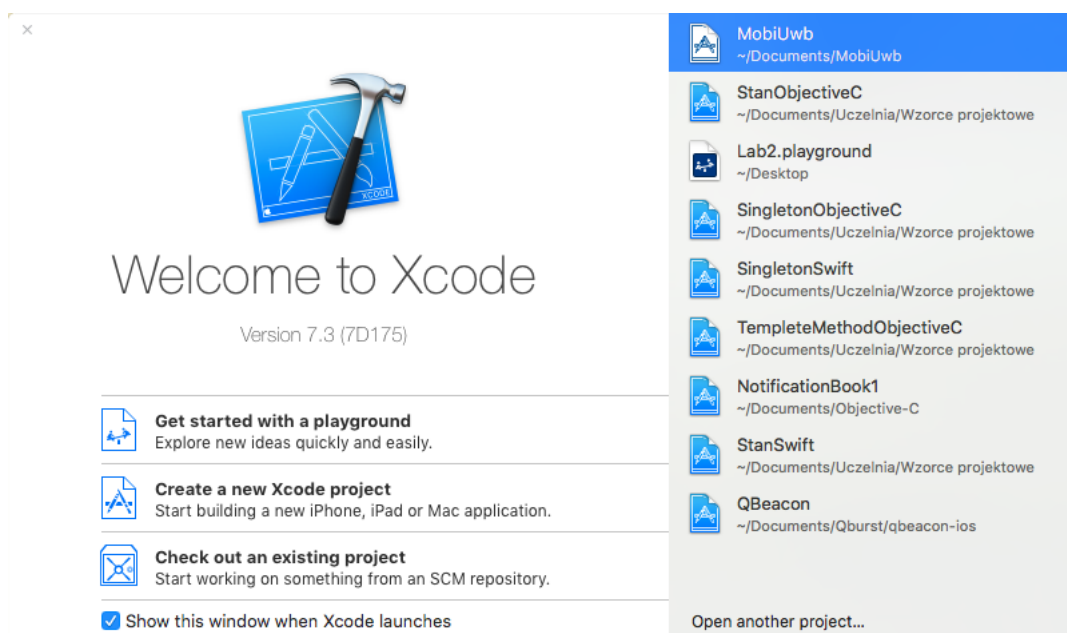 Welcome to Xcode
Version 7.3 (7D175)
XCODE
Get started with a playground
Explore new ideas quickly and easily.
Create a new Xcode project
Start building a new iPhone, iPad or Mac application.
Check out an existing project
Start working on something from an SCM repository.
Show this window when Xcode launches
MobiUwb
~/Documents/MobiUwb
StanObjectiveC
~/Documents/Uczelnia/Wzorce projektowe
Lab2.playground
~/Desktop
SingletonObjectiveC
~/Documents/Uczelnia/Wzorce projektowe
SingletonSwift
~/Documents/Uczelnia/Wzorce projektowe
TempleteMethodObjectiveC
~/Documents/Uczelnia/Wzorce projektowe
NotificationBook1
~/Documents/Objective-C
StanSwift
~/Documents/Uczelnia/Wzorce projektowe
QBeacon
~/Documents/Qburst/qbeacon-ios
Open another project...